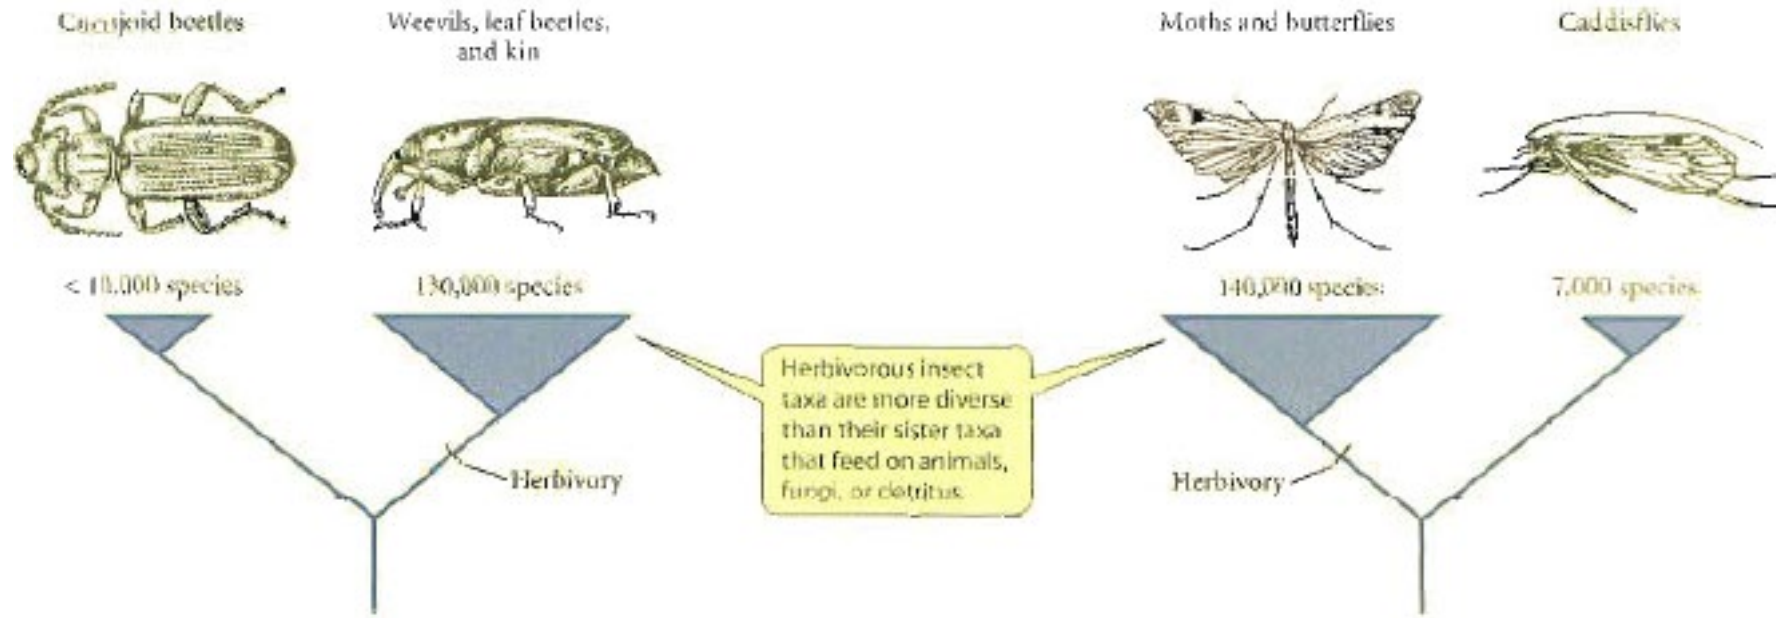 Cucujoid beetles
Weevils, leaf beetles,
and kin
Moths and butterflies
Caddisflies
< 10,000 species
130,000 species
140,000 species
7,000 species
Herbivorous insect
taxa are more diverse
than their sister taxa
that feed on animals,
fungi, or detritus.
Herbivory
Herbivory